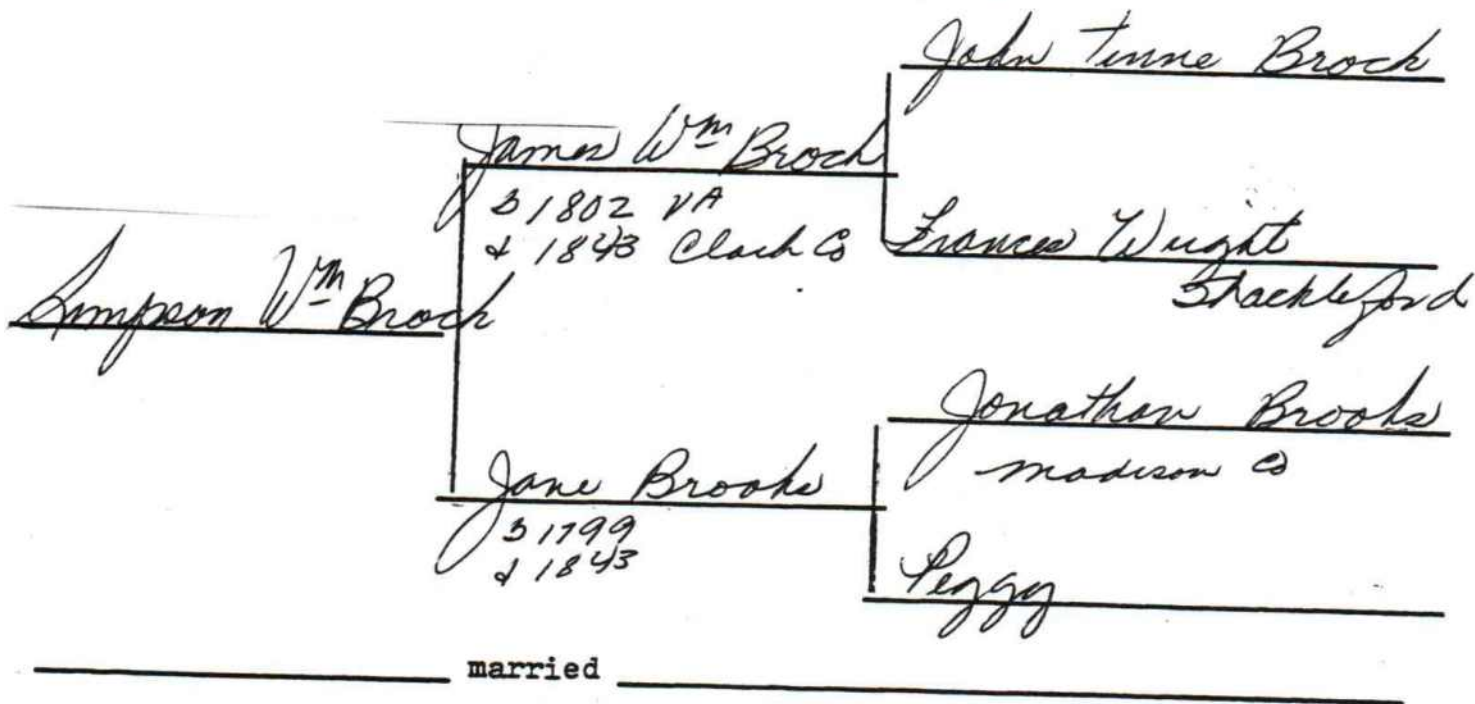 John Tinne Brock
James Wm Brock
B 1802 VA
d 1843 Clark Co
Frances Wright
Shackleford
Simpson Wm Brock
Jonathan Brooks
Madison Co
Jane Brooks
B 1799
d 1843
Peggy
married